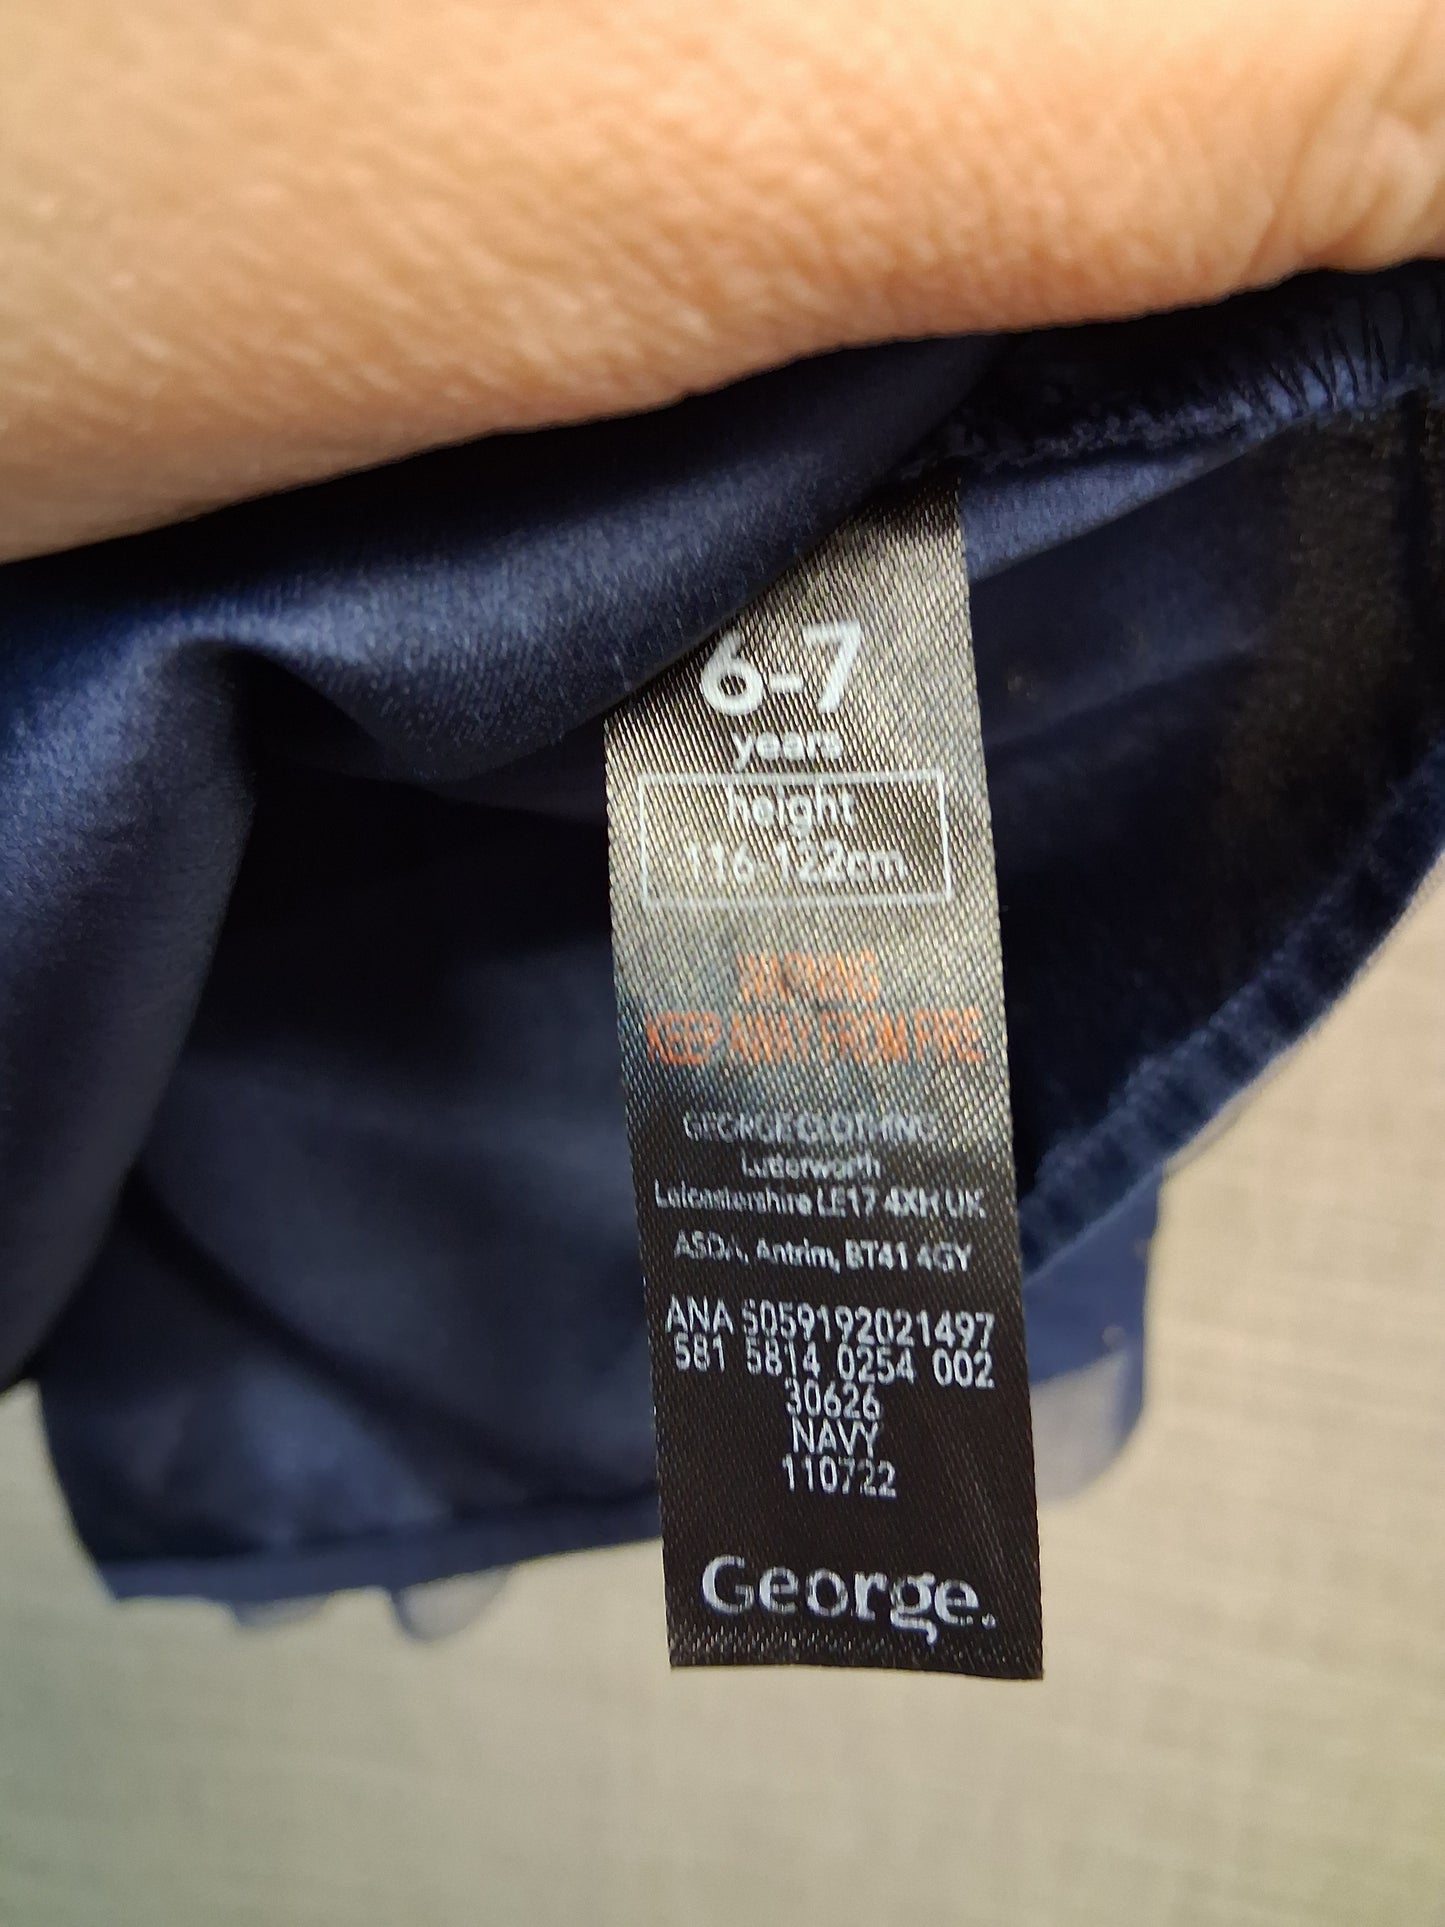 6-7
years
height
116-122cm
WARNING
KEEP AWAY FROM FIRE
GEORGE CLOTHING
Lutterworth
Leicestershire LE17 4XH UK
ASDA, Antrim, BT41 4GY
ANA 5059192021497
581 5814 0254 002
30626
NAVY
110722
George.